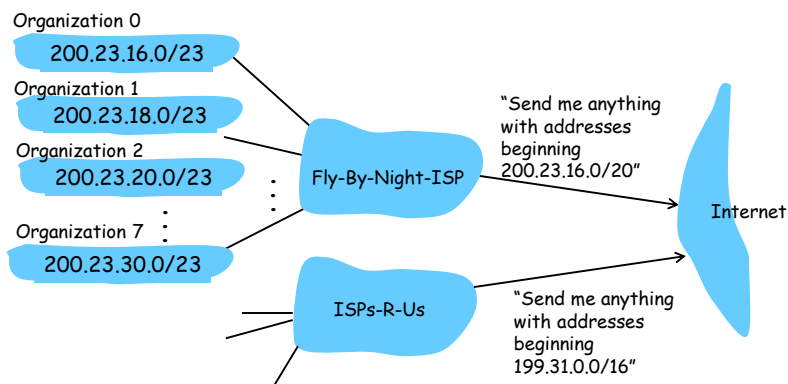 Organization 0
200.23.16.0/23
Organization 1
200.23.18.0/23
Organization 2
200.23.20.0/23
Organization 7
200.23.30.0/23
Fly-By-Night-ISP
“Send me anything
with addresses
beginning
200.23.16.0/20”
Internet
ISPs-R-Us
“Send me anything
with addresses
beginning
199.31.0.0/16”